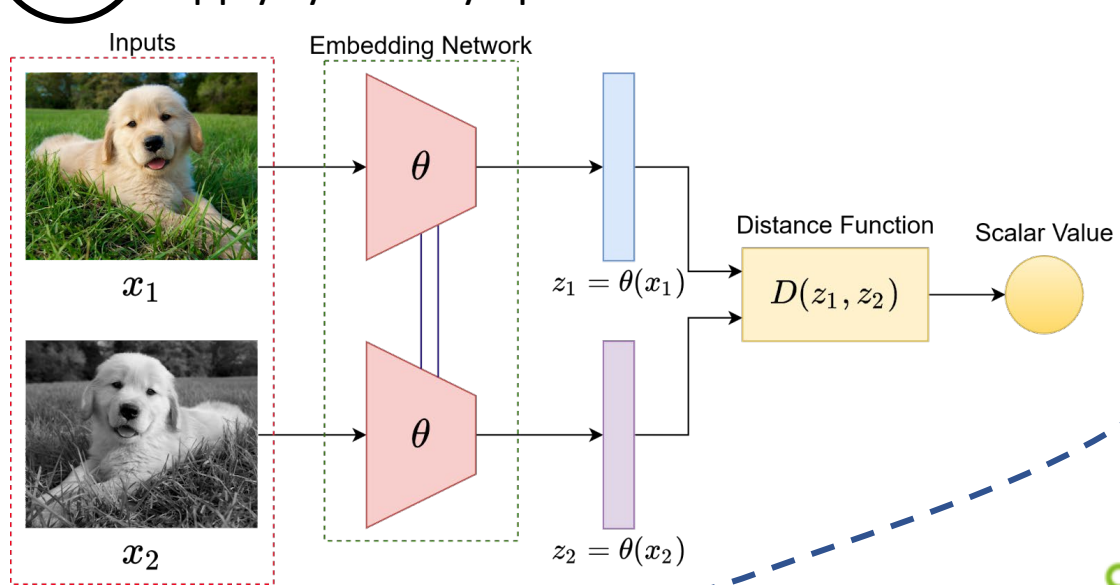 Inputs
Embedding Network
θ
x₁
z₁ = θ(x₁)
Distance Function
Scalar Value
D(z₁, z₂)
θ
x₂
z₂ = θ(x₂)